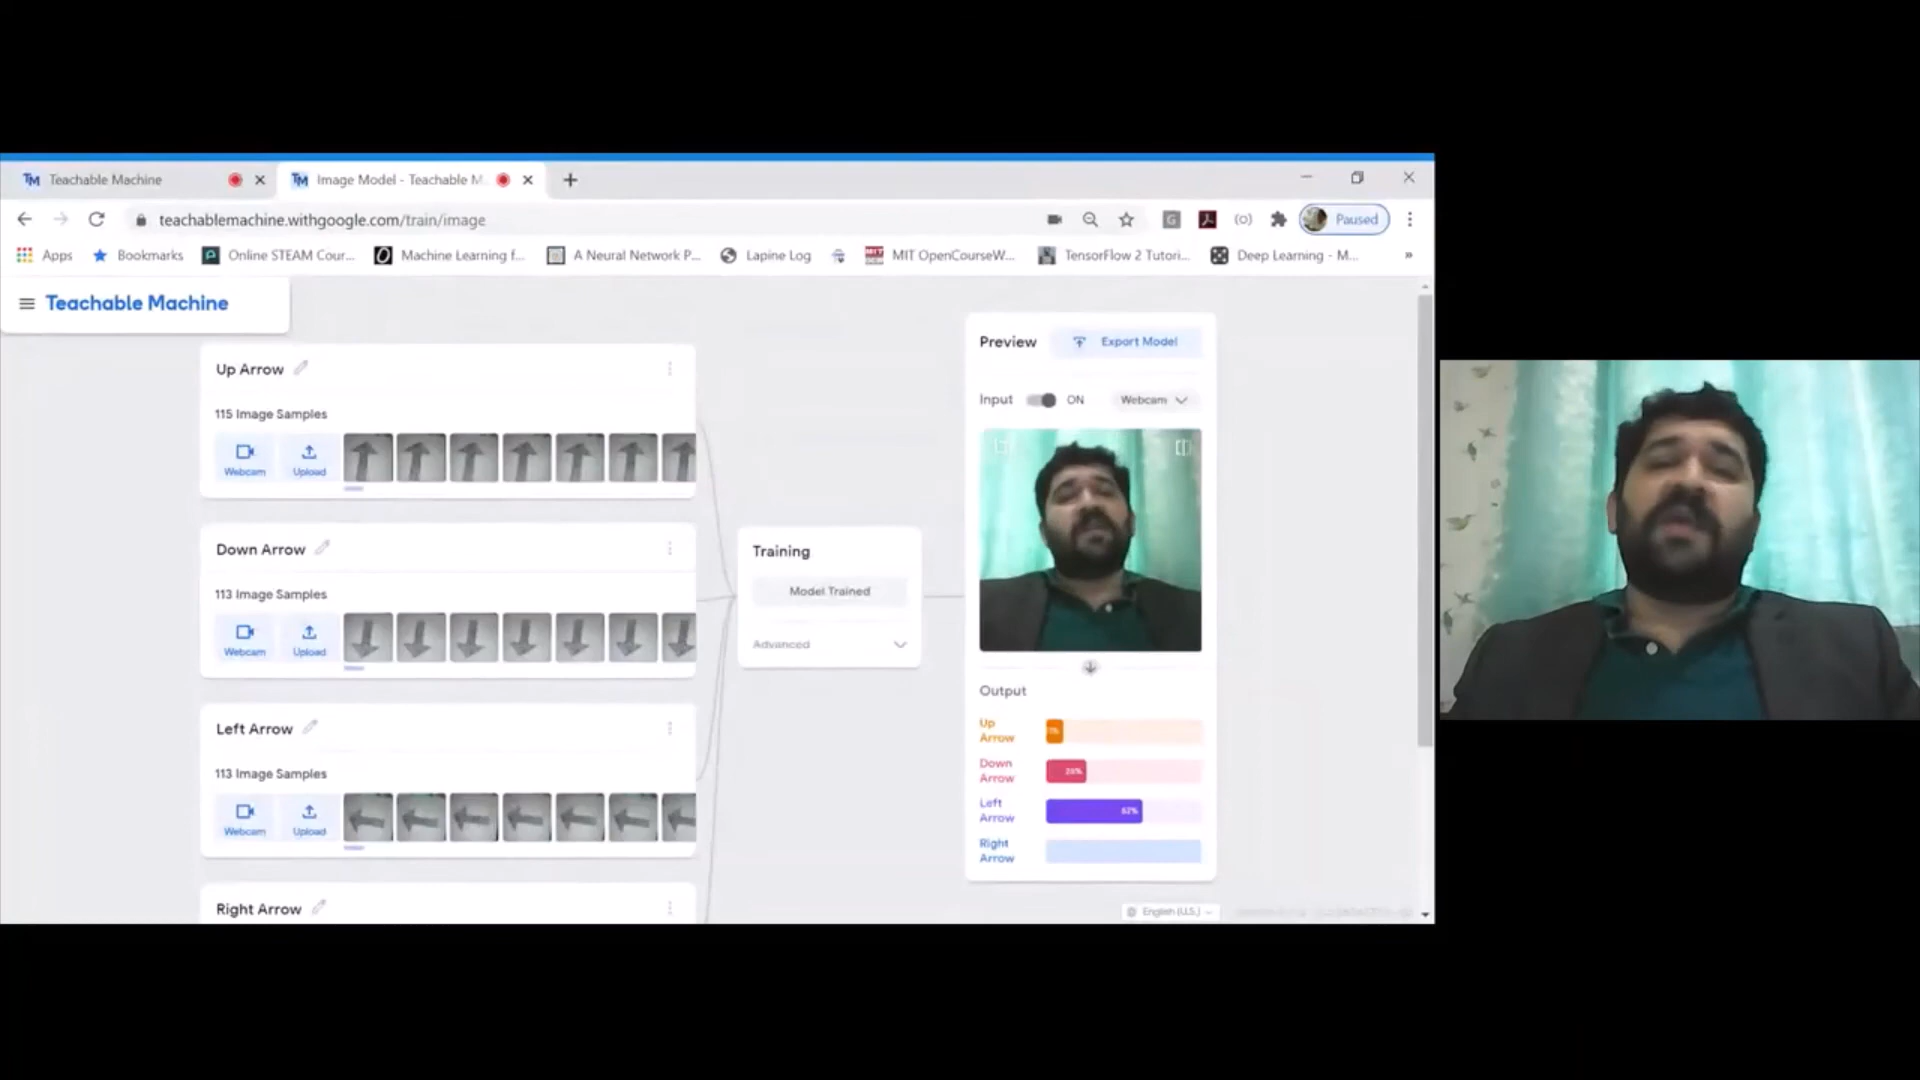 Teachable Machine
Image Model - Teachable M
teachablemachine.withgoogle.com/train/image
Paused
Apps
Bookmarks
Online STEAM Cour...
Machine Learning f...
A Neural Network P...
Lapine Log
MIT OpenCourseW...
TensorFlow 2 Tutori...
Deep Learning - M...
»
Teachable Machine
Up Arrow
115 Image Samples
Webcam
Upload
Down Arrow
113 Image Samples
Webcam
Upload
Left Arrow
113 Image Samples
Webcam
Upload
Right Arrow
Training
Model Trained
Advanced
Preview
Export Model
Input
ON
Webcam
Output
Up
Arrow
Down
Arrow
Left
Arrow
62%
Right
Arrow
English (U.S.)